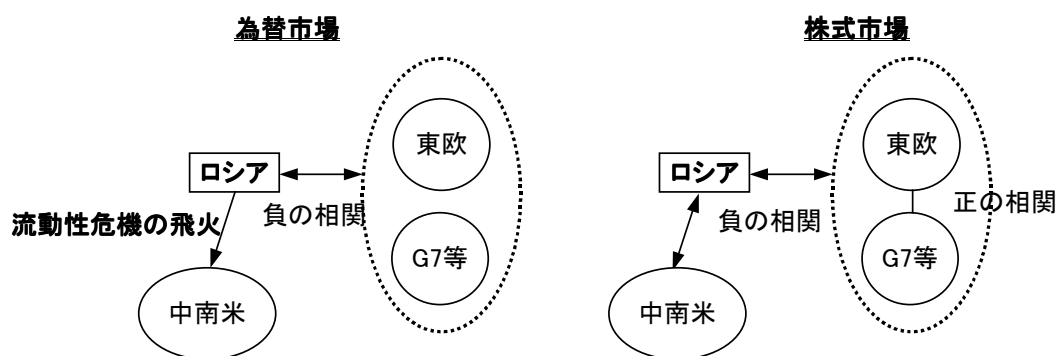 為替市場
東欧
ロシア
負の相関
流動性危機の飛火
G7等
中南米
株式市場
東欧
ロシア
正の相関
負の相関
G7等
中南米